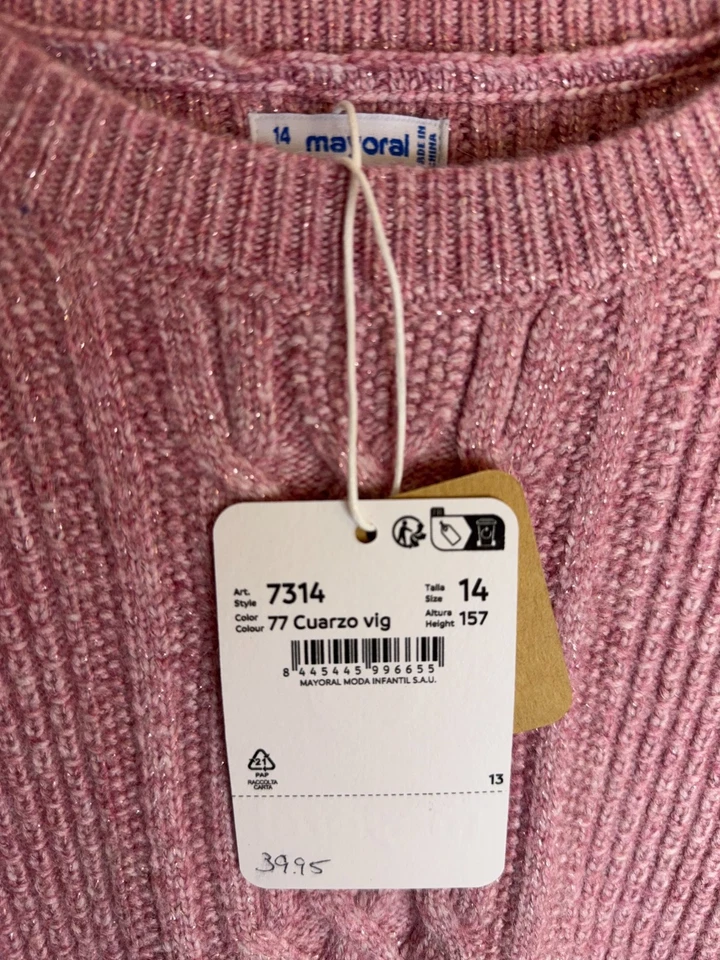 14 mayoral
MADE IN
CHINA
FR
Art.
Style 7314
Talla
Size 14
Color
Colour 77 Cuarzo vig
Altura
Height 157
8 445445 996655
MAYORAL MODA INFANTIL S.A.U.
21
PAP
RACCOLTA
CARTA
13
39.95